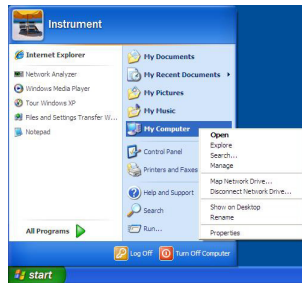 Instrument
Internet Explorer
Network Analyzer
Windows Media Player
Tour Windows XP
Files and Settings Transfer W...
Notepad
All Programs
My Documents
My Recent Documents
My Pictures
My Music
My Computer
Control Panel
Printers and Faxes
Help and Support
Search
Run...
Open
Explore
Search...
Manage
Map Network Drive...
Disconnect Network Drive...
Show on Desktop
Rename
Properties
Log Off
Turn Off Computer
start